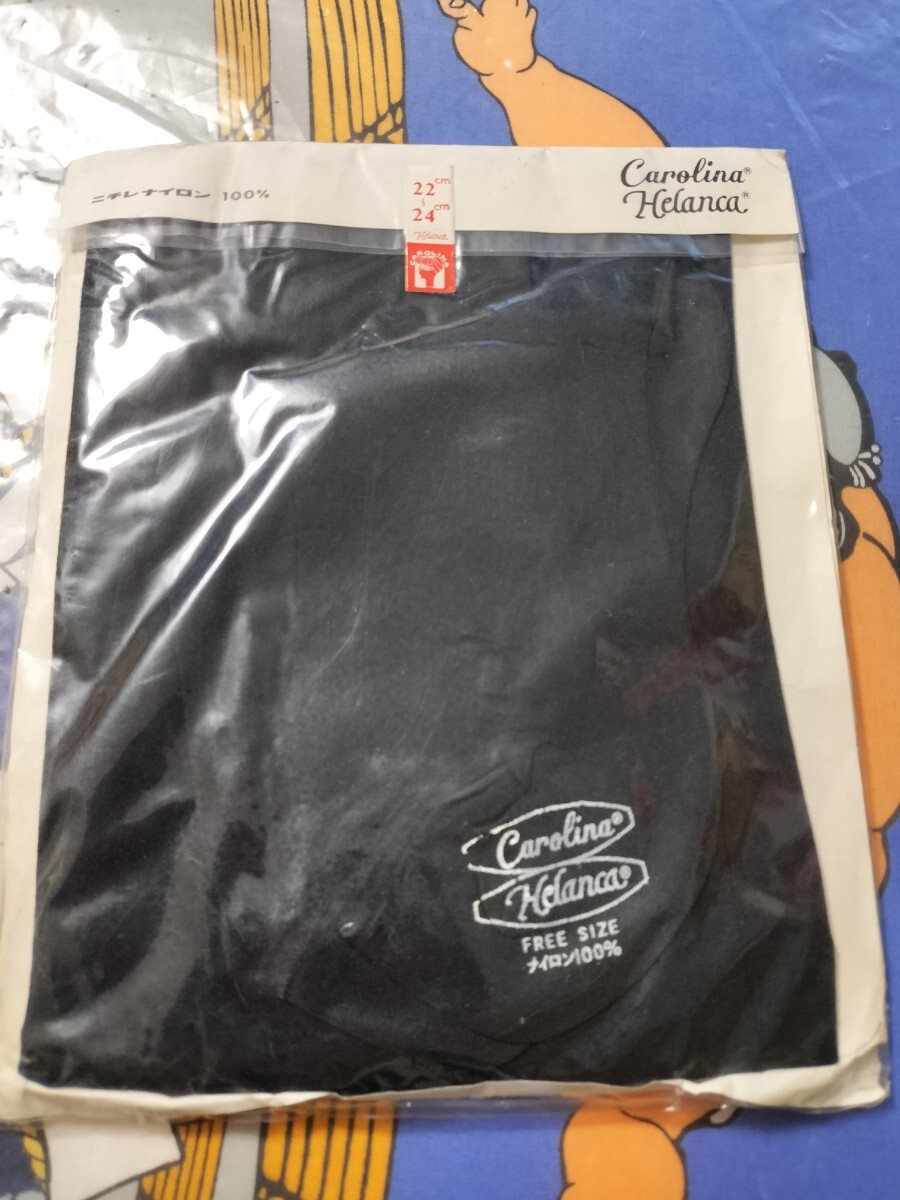 ニチレナイロン 100%
22cm
〜
24cm
Helanca
CAROLINA
Carolina®
Helanca®
Carolina®
Helanca®
FREE SIZE
ナイロン100%